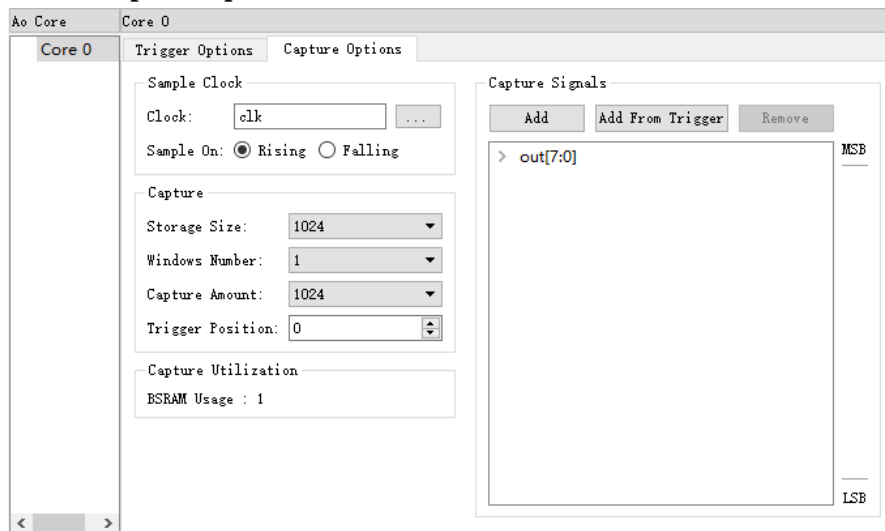 Ao Core
Core 0
Core 0
Trigger Options
Capture Options
Sample Clock
Clock: clk ...
Sample On: Rising Falling
Capture
Storage Size: 1024
Windows Number: 1
Capture Amount: 1024
Trigger Position: 0
Capture Utilization
BSRAM Usage : 1
Capture Signals
Add
Add From Trigger
Remove
out[7:0]
MSB
LSB